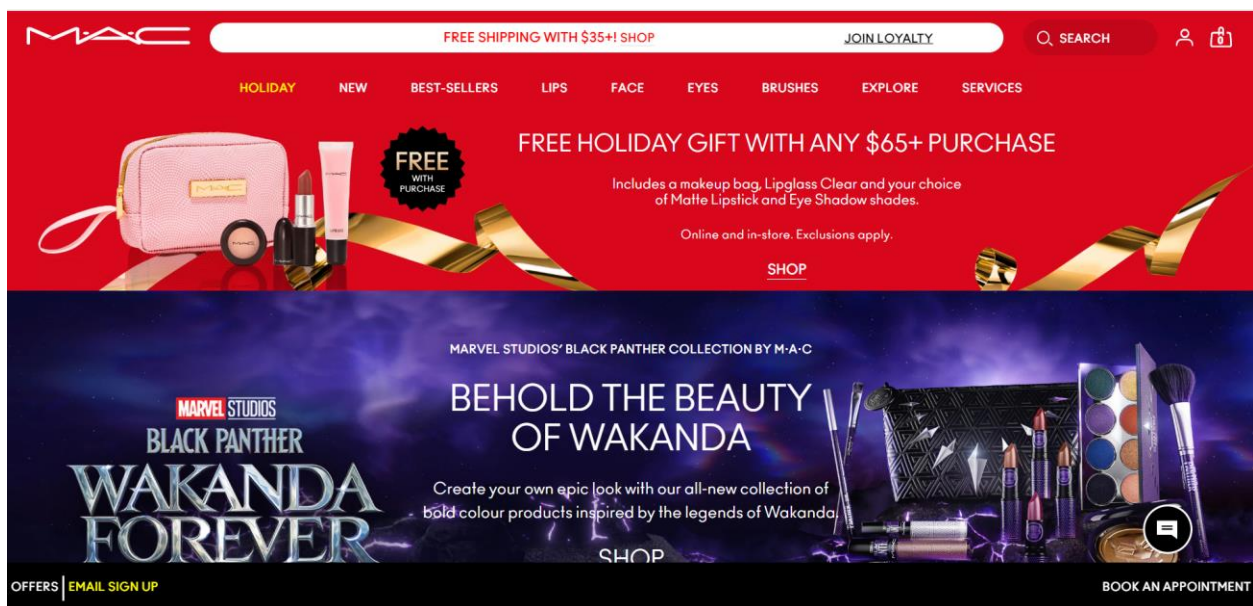 M·A·C
FREE SHIPPING WITH $35+! SHOP
JOIN LOYALTY
SEARCH
0
HOLIDAY
NEW
BEST-SELLERS
LIPS
FACE
EYES
BRUSHES
EXPLORE
SERVICES
FREE
WITH
PURCHASE
FREE HOLIDAY GIFT WITH ANY $65+ PURCHASE
Includes a makeup bag, Lipglass Clear and your choice
of Matte Lipstick and Eye Shadow shades.
Online and in-store. Exclusions apply.
SHOP
MARVEL STUDIOS
BLACK PANTHER
WAKANDA
FOREVER
MARVEL STUDIOS' BLACK PANTHER COLLECTION BY M·A·C
BEHOLD THE BEAUTY
OF WAKANDA
Create your own epic look with our all-new collection of
bold colour products inspired by the legends of Wakanda.
SHOP
OFFERS
EMAIL SIGN UP
BOOK AN APPOINTMENT